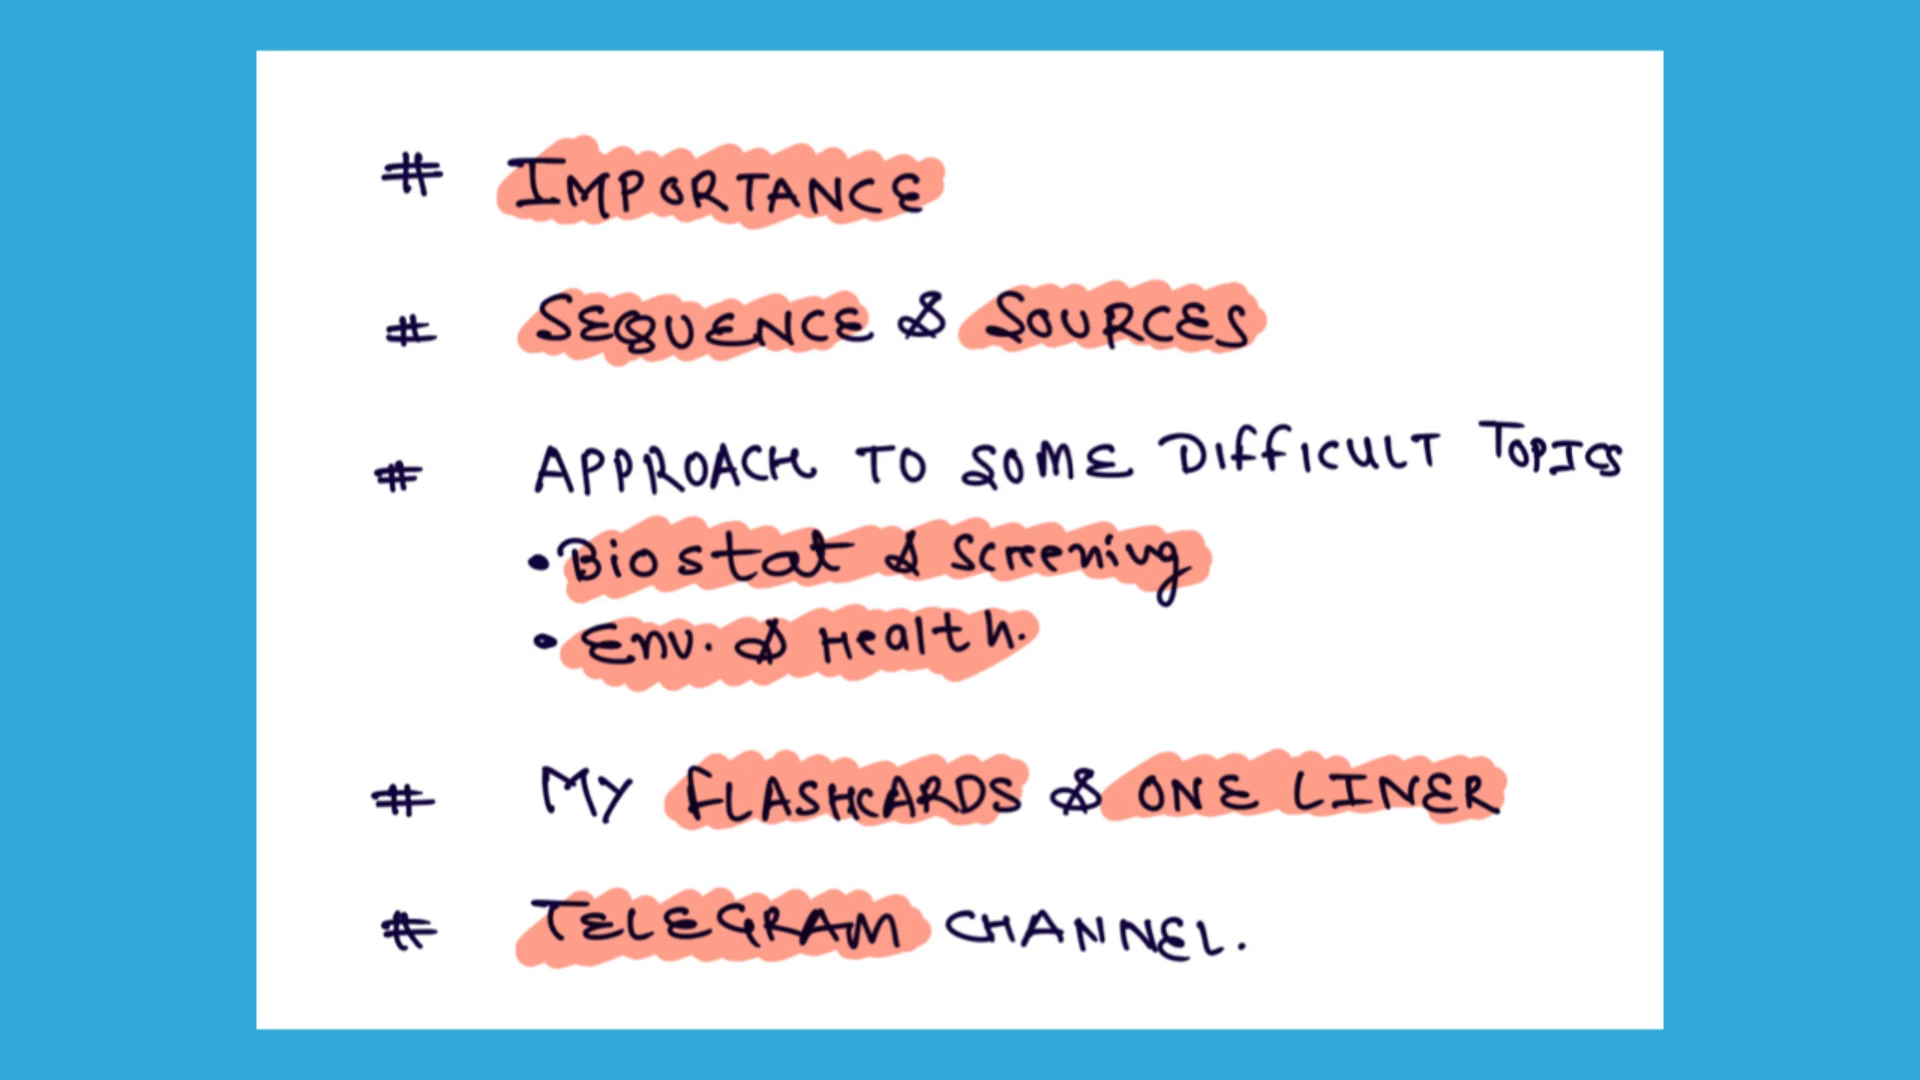 # IMPORTANCE
# SEQUENCE & SOURCES
# APPROACH TO SOME DIFFICULT TOPICS
• Biostat & Screening
• Env. & Health.
# MY FLASHCARDS & ONE LINER
# TELEGRAM CHANNEL.